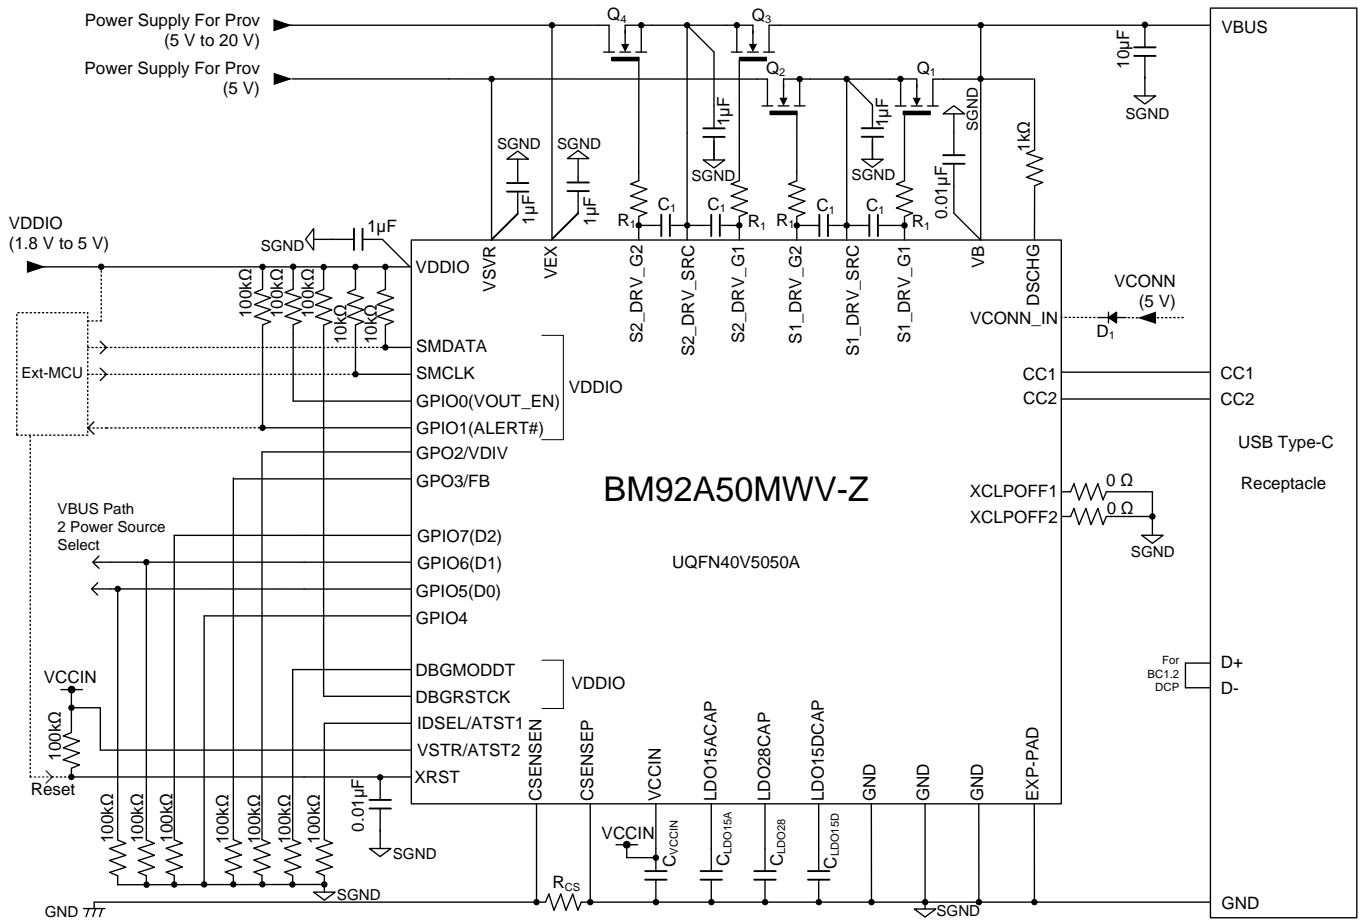 Power Supply For Prov
(5 V to 20 V)
Power Supply For Prov
(5 V)
Q4
Q3
Q2
Q1
VBUS
10μF
SGND
1μF
SGND
1μF
SGND
SGND
0.01μF
1kΩ
SGND
1μF
SGND
1μF
R1
C1
C1
R1
R1
C1
C1
R1
VDDIO
(1.8 V to 5 V)
SGND
1μF
VDDIO
VSVR
VEX
S2_DRV_G2
S2_DRV_SRC
S2_DRV_G1
S1_DRV_G2
S1_DRV_SRC
S1_DRV_G1
VB
DSCHG
100kΩ
100kΩ
100kΩ
10kΩ
10kΩ
VCONN
(5 V)
VCONN_IN
D1
Ext-MCU
SMDATA
SMCLK
GPIO0(VOUT_EN)
GPIO1(ALERT#)
VDDIO
GPO2/VDIV
GPO3/FB
CC1
CC2
CC1
CC2
USB Type-C
Receptacle
BM92A50MWV-Z
UQFN40V5050A
XCLPOFF1
0 Ω
XCLPOFF2
0 Ω
SGND
VBUS Path
2 Power Source
Select
GPIO7(D2)
GPIO6(D1)
GPIO5(D0)
GPIO4
DBGMODDT
DBGRSTCK
VDDIO
IDSEL/ATST1
VSTR/ATST2
XRST
VCCIN
100kΩ
Reset
For
BC1.2
DCP
D+
D-
CSENSEN
CSENSEP
VCCIN
LDO15ACAP
LDO28CAP
LDO15DCAP
GND
GND
GND
EXP-PAD
100kΩ
100kΩ
100kΩ
100kΩ
100kΩ
100kΩ
100kΩ
0.01μF
SGND
VCCIN
CVCCIN
CLDO15A
CLDO28
CLDO15D
SGND
RCS
GND
SGND
GND